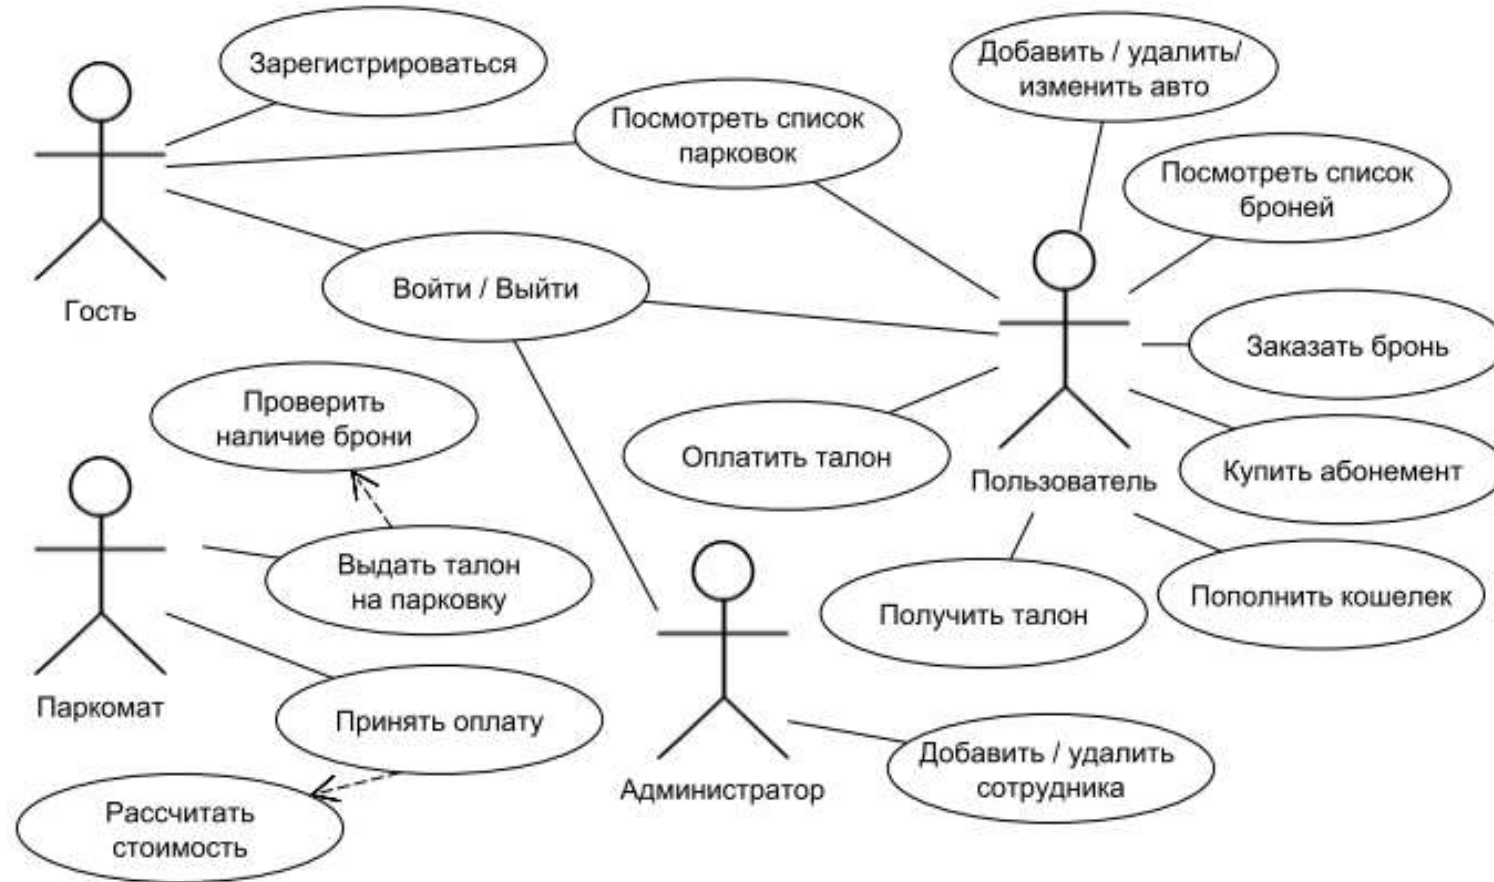 Зарегистрироваться
Добавить / удалить/
изменить авто
Посмотреть список
парковок
Посмотреть список
броней
Войти / Выйти
Гость
Заказать бронь
Проверить
наличие брони
Оплатить талон
Пользователь
Купить абонемент
Выдать талон
на парковку
Получить талон
Пополнить кошелек
Паркомат
Принять оплату
Администратор
Добавить / удалить
сотрудника
Рассчитать
стоимость